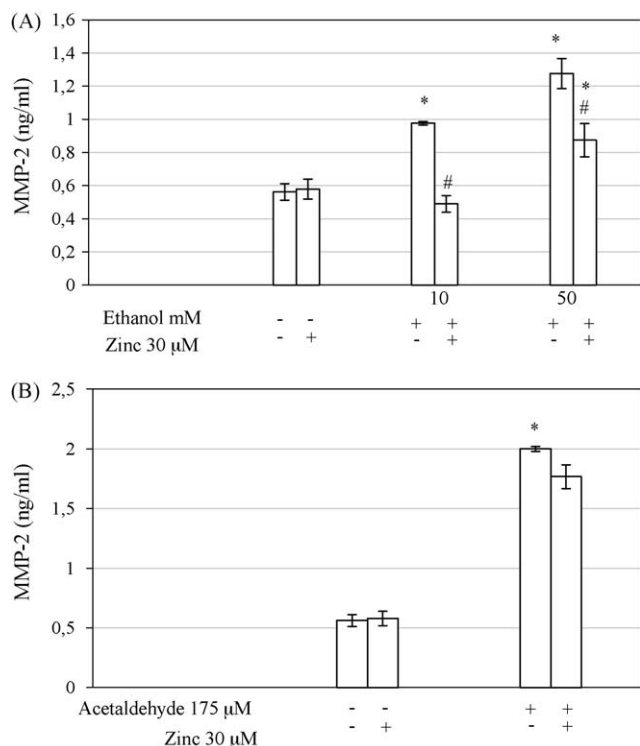 (A)
MMP-2 (ng/ml)
1,6
1,4
1,2
1
0,8
0,6
0,4
0,2
0
*
#
*
*
#
10 50
Ethanol mM - - + + + +
Zinc 30 μM - + - + - +
(B)
MMP-2 (ng/ml)
2,5
2
1,5
1
0,5
0
*
Acetaldehyde 175 μM - - + +
Zinc 30 μM - + - +